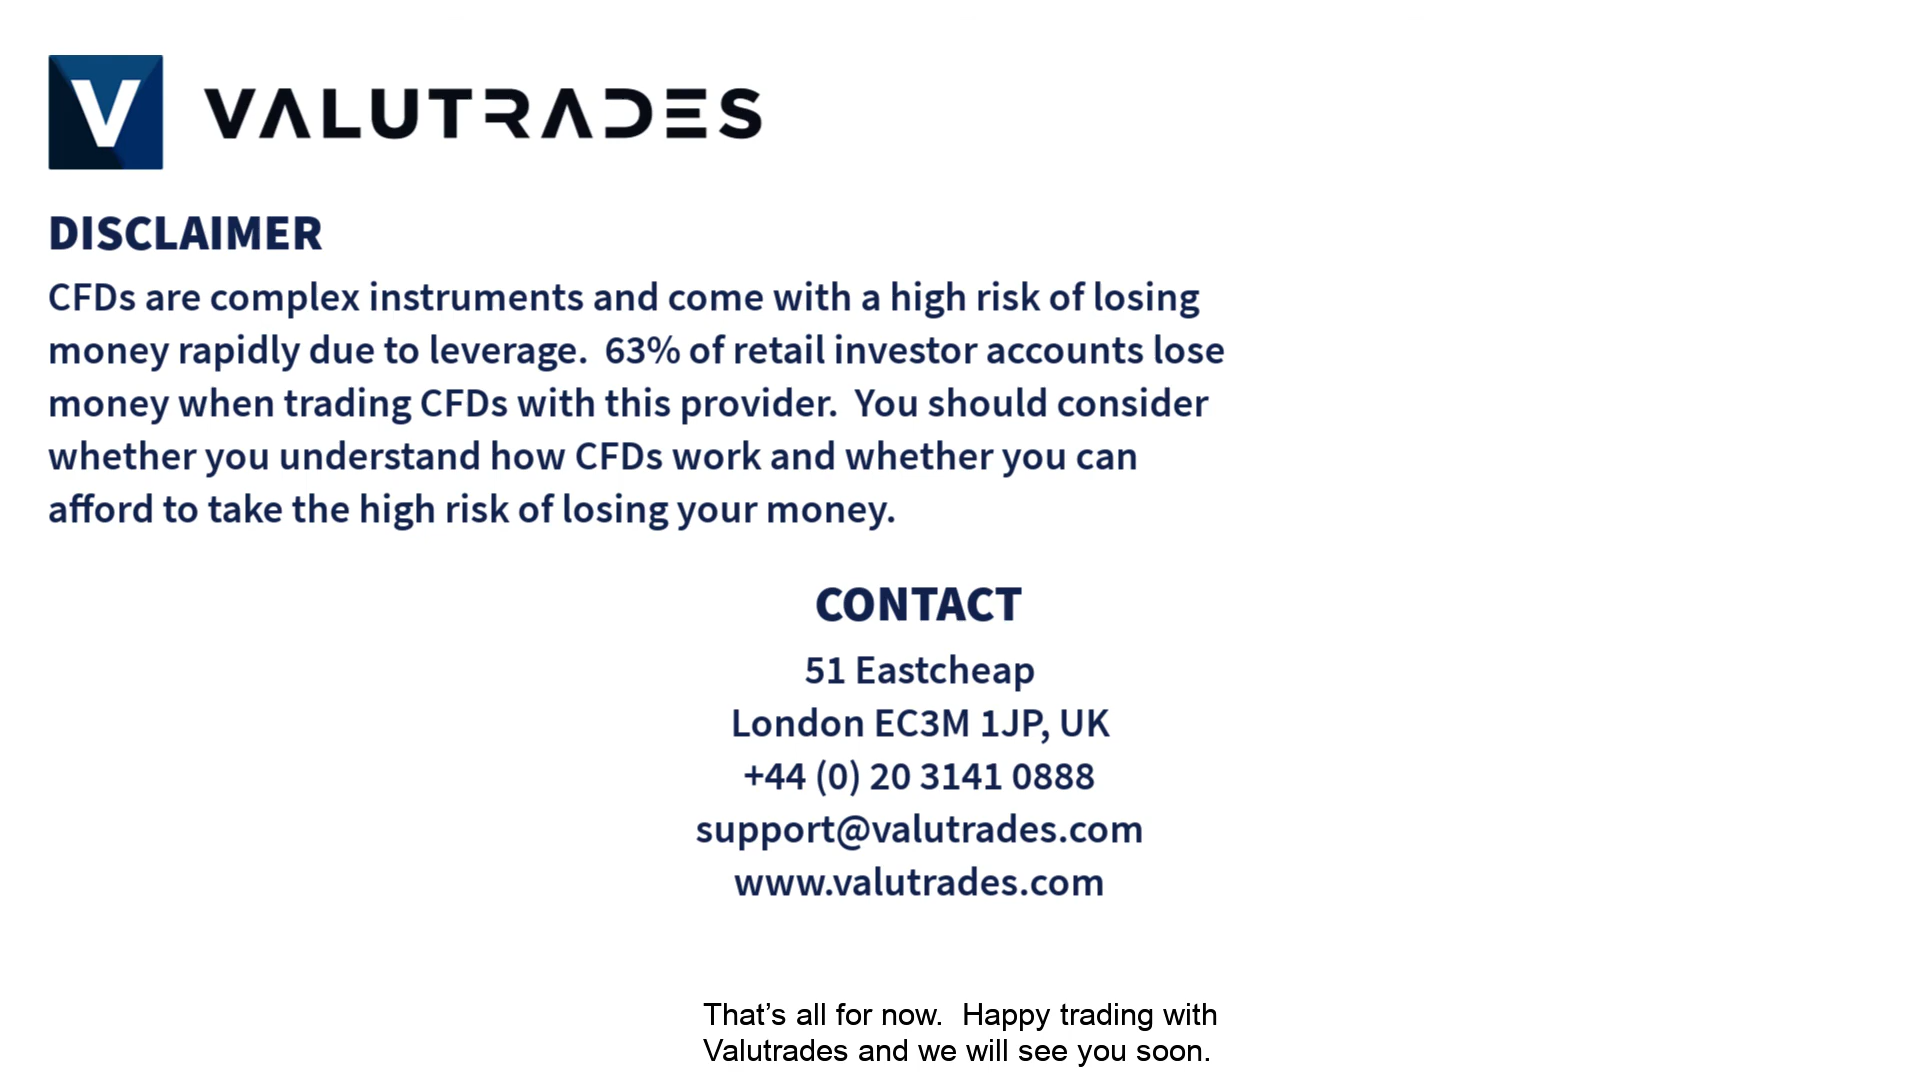 V VALUTRADES
DISCLAIMER
CFDs are complex instruments and come with a high risk of losing
money rapidly due to leverage.  63% of retail investor accounts lose
money when trading CFDs with this provider.  You should consider
whether you understand how CFDs work and whether you can
afford to take the high risk of losing your money.
CONTACT
51 Eastcheap
London EC3M 1JP, UK
+44 (0) 20 3141 0888
support@valutrades.com
www.valutrades.com
That’s all for now.  Happy trading with
Valutrades and we will see you soon.